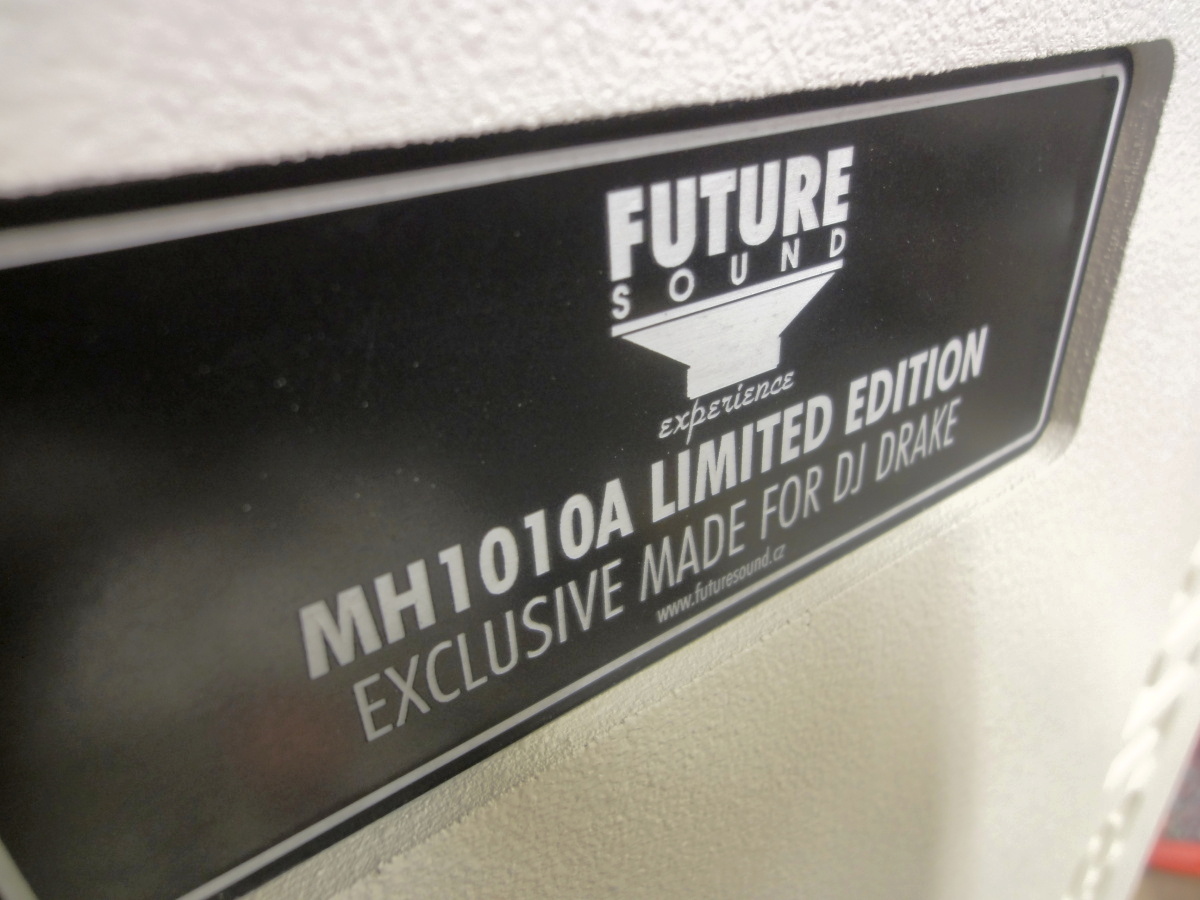 FUTURE
SOUND
experience
MH1010A LIMITED EDITION
EXCLUSIVE MADE FOR DJ DRAKE
www.futuresound.cz